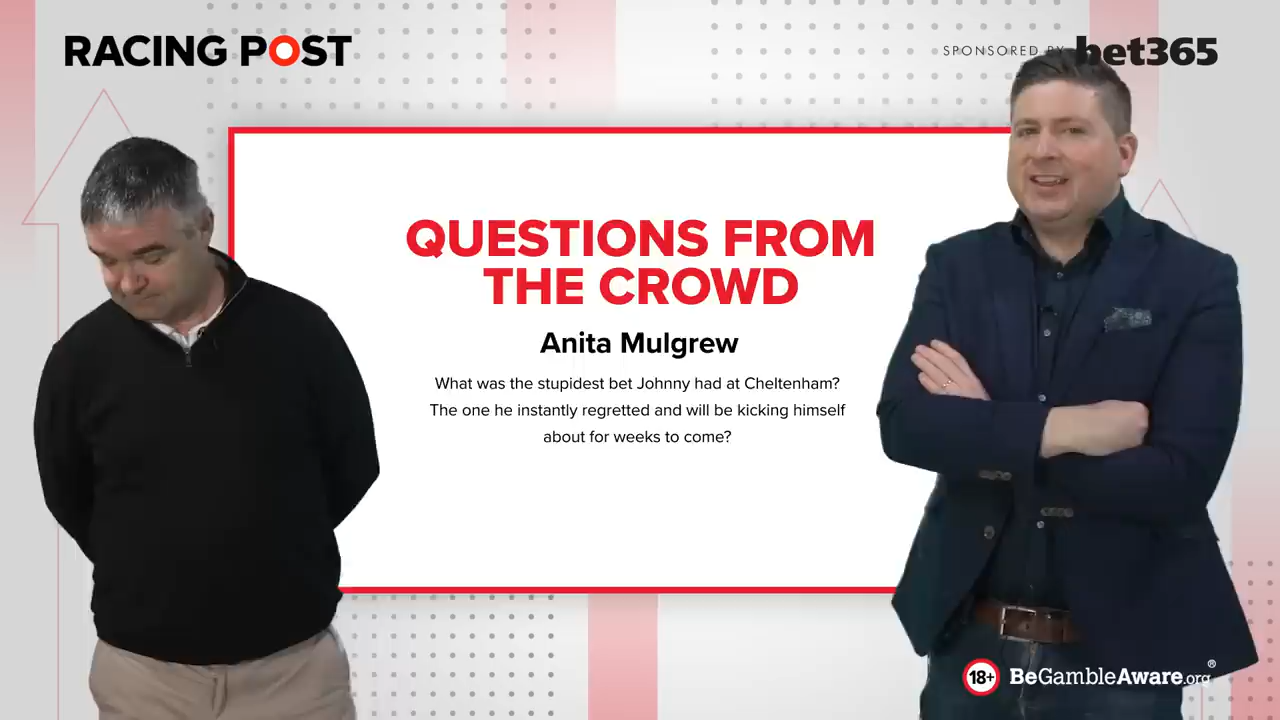 RACING POST
SPONSORED BY bet365
QUESTIONS FROM
THE CROWD
Anita Mulgrew
What was the stupidest bet Johnny had at Cheltenham?
The one he instantly regretted and will be kicking himself
about for weeks to come?
18+ BeGambleAware.org®